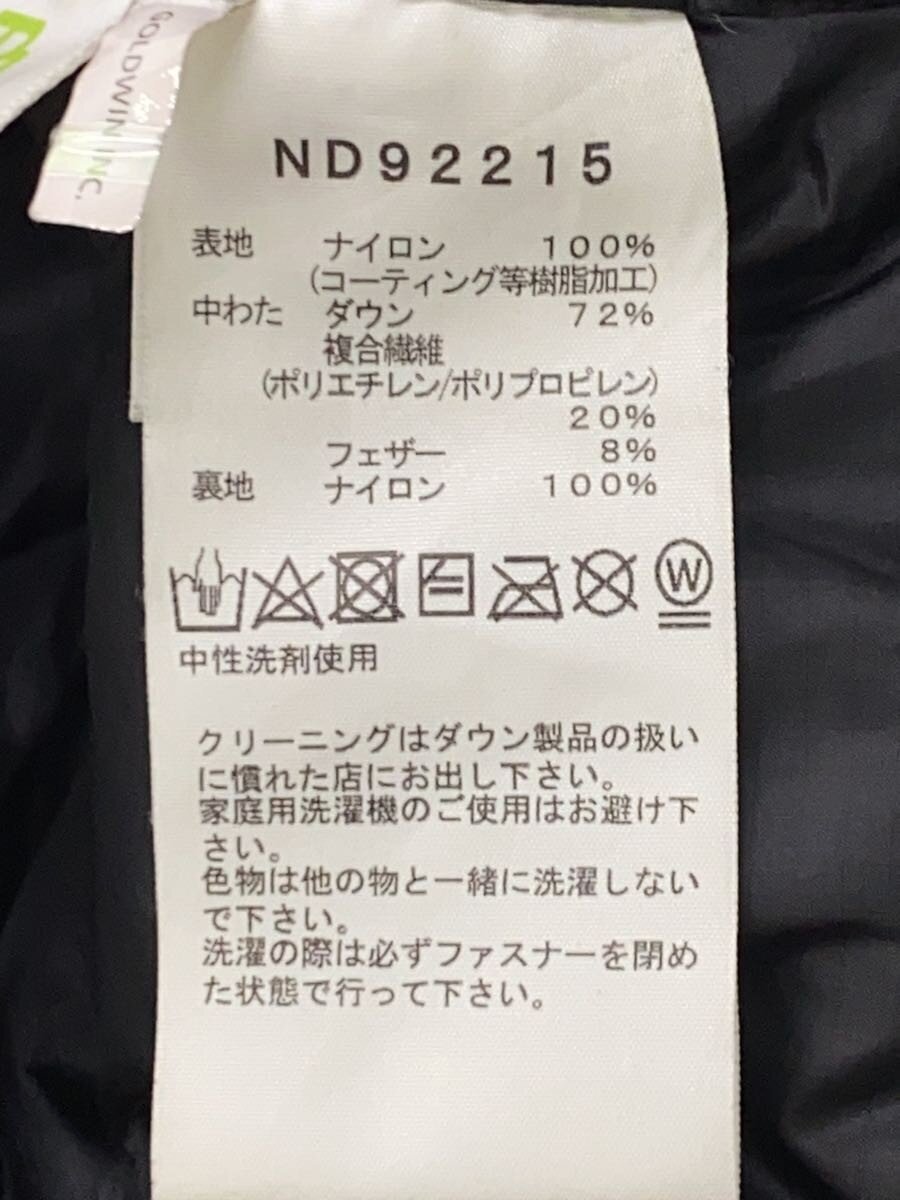 GOLDWIN INC.
ND92215
表地 ナイロン 100%
(コーティング等樹脂加工)
中わた ダウン 72%
複合繊維
(ポリエチレン/ポリプロピレン)
20%
フェザー 8%
裏地 ナイロン 100%
W
中性洗剤使用
クリーニングはダウン製品の扱い
に慣れた店にお出し下さい。
家庭用洗濯機のご使用はお避け下
さい。
色物は他の物と一緒に洗濯しない
で下さい。
洗濯の際は必ずファスナーを閉め
た状態で行って下さい。